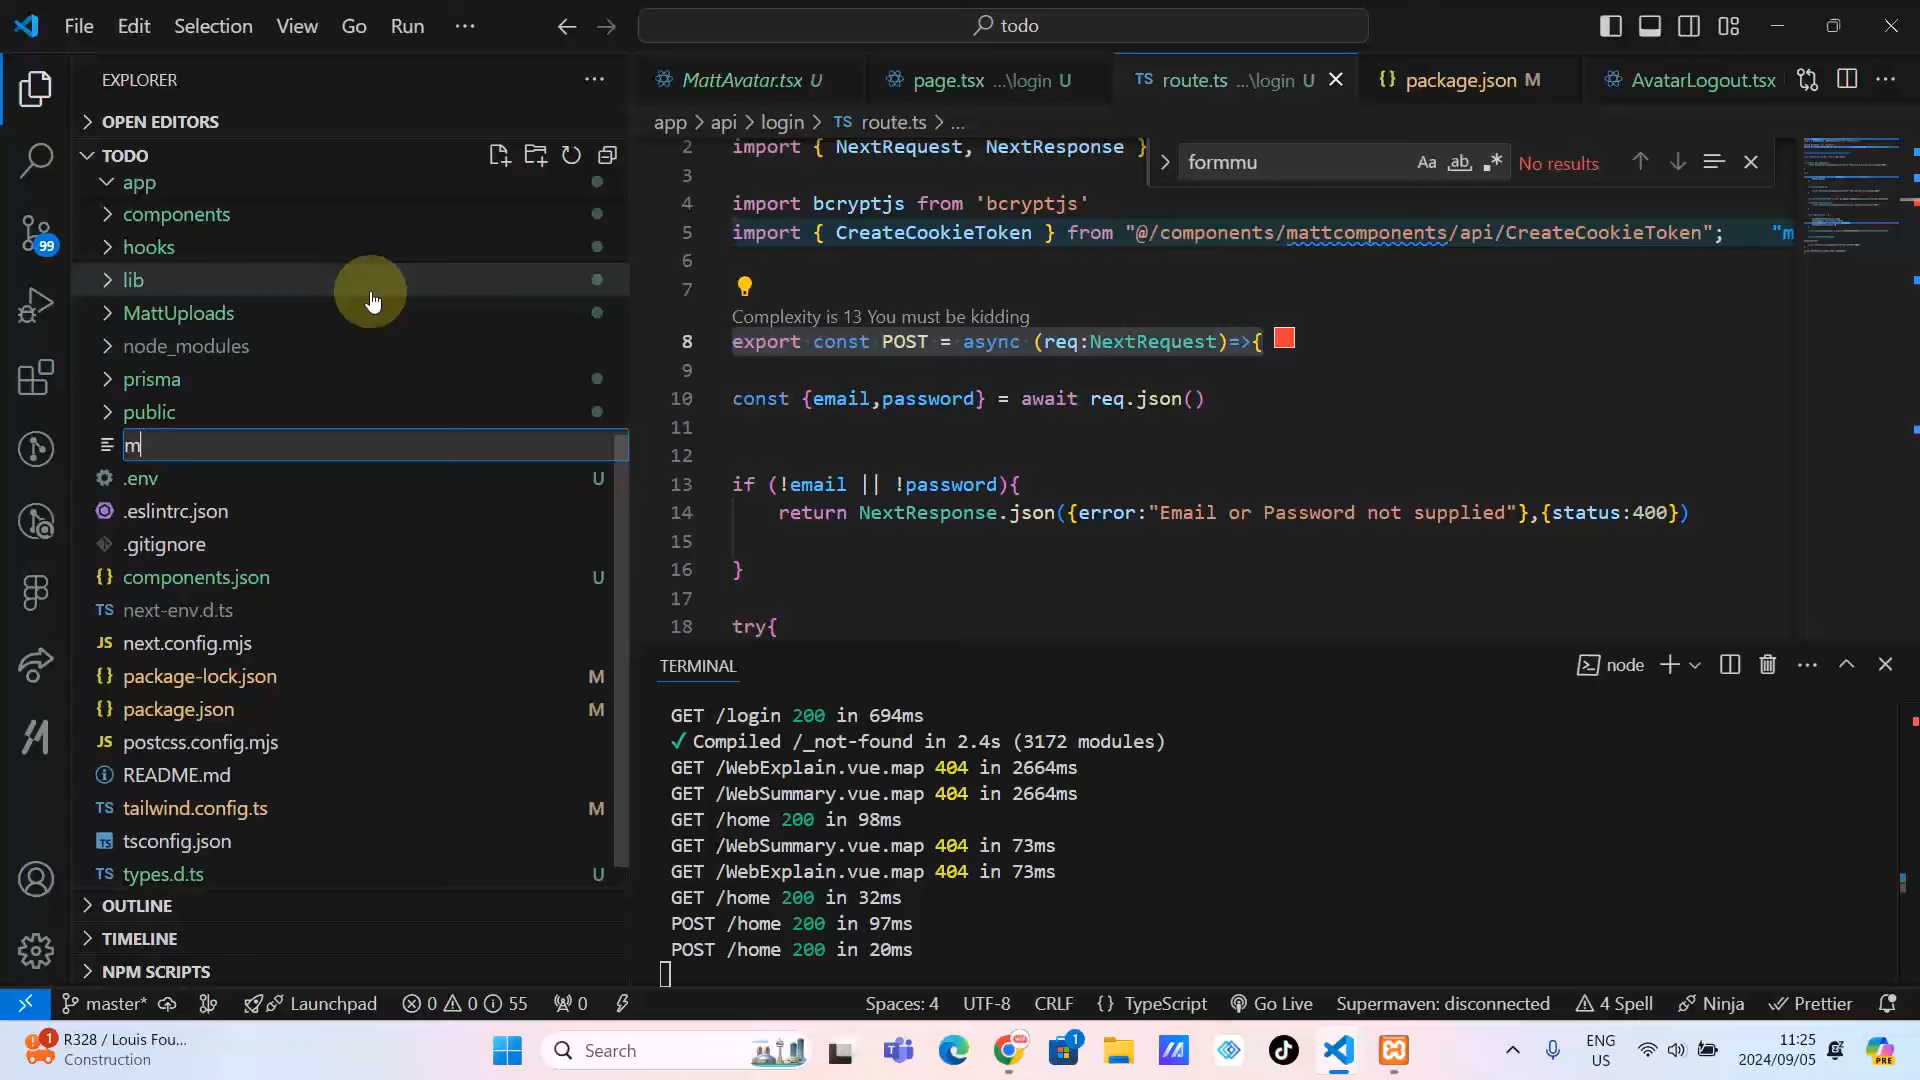 File Edit Selection View Go Run ...
todo
EXPLORER
OPEN EDITORS
TODO
app
components
hooks
lib
MattUploads
node_modules
prisma
public
m
.env U
.eslintrc.json
.gitignore
components.json U
next-env.d.ts
next.config.mjs
package-lock.json M
package.json M
postcss.config.mjs
README.md
tailwind.config.ts M
tsconfig.json
types.d.ts U
OUTLINE
TIMELINE
NPM SCRIPTS
99
MattAvatar.tsx U
page.tsx ...\login U
TS route.ts ...\login U
{} package.json M
AvatarLogout.tsx
app > api > login > TS route.ts > ...
formmu
Aa ab
No results
2 import { NextRequest, NextResponse }
3
4 import bcryptjs from 'bcryptjs'
5 import { CreateCookieToken } from "@/components/mattcomponents/api/CreateCookieToken"; "m
6
7
Complexity is 13 You must be kidding
8 export const POST = async (req:NextRequest)=>{
9
10 const {email,password} = await req.json()
11
12
13 if (!email || !password){
14 return NextResponse.json({error:"Email or Password not supplied"},{status:400})
15
16 }
17
18 try{
TERMINAL
node
GET /login 200 in 694ms
✓ Compiled /_not-found in 2.4s (3172 modules)
GET /WebExplain.vue.map 404 in 2664ms
GET /WebSummary.vue.map 404 in 2664ms
GET /home 200 in 98ms
GET /WebSummary.vue.map 404 in 73ms
GET /WebExplain.vue.map 404 in 73ms
GET /home 200 in 32ms
POST /home 200 in 97ms
POST /home 200 in 20ms
master* Launchpad 0 0 55 0
Spaces: 4 UTF-8 CRLF {} TypeScript Go Live Supermaven: disconnected 4 Spell Ninja Prettier
1
R328 / Louis Fou...
Construction
Search
1
ENG
US
11:25
2024/09/05
PRE